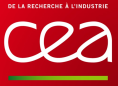 DE LA RECHERCHE À L'INDUSTRIE
cea